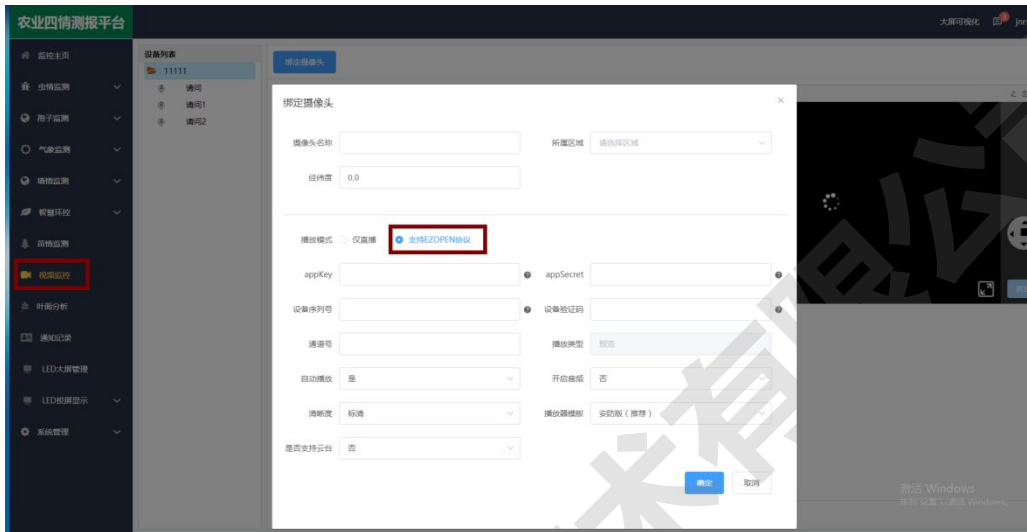 农业四情测报平台
大屏可视化
监控主页
虫情监测
孢子监测
气象监测
墒情监测
智慧环控
苗情监测
视频监控
叶面分析
通知记录
LED大屏管理
LED投屏显示
系统管理
设备列表
11111
请问
请问1
请问2
绑定摄像头
绑定摄像头
摄像头名称
所属区域 请选择区域
经纬度 0,0
播放模式 仅直播 支持EZOPEN协议
appKey
appSecret
设备序列号
设备验证码
通道号
播放类型 预览
自动播放 是
开启音频 否
清晰度 标清
播放器模版 安防版（推荐）
是否支持云台 否
确定 取消
激活 Windows
术有限公